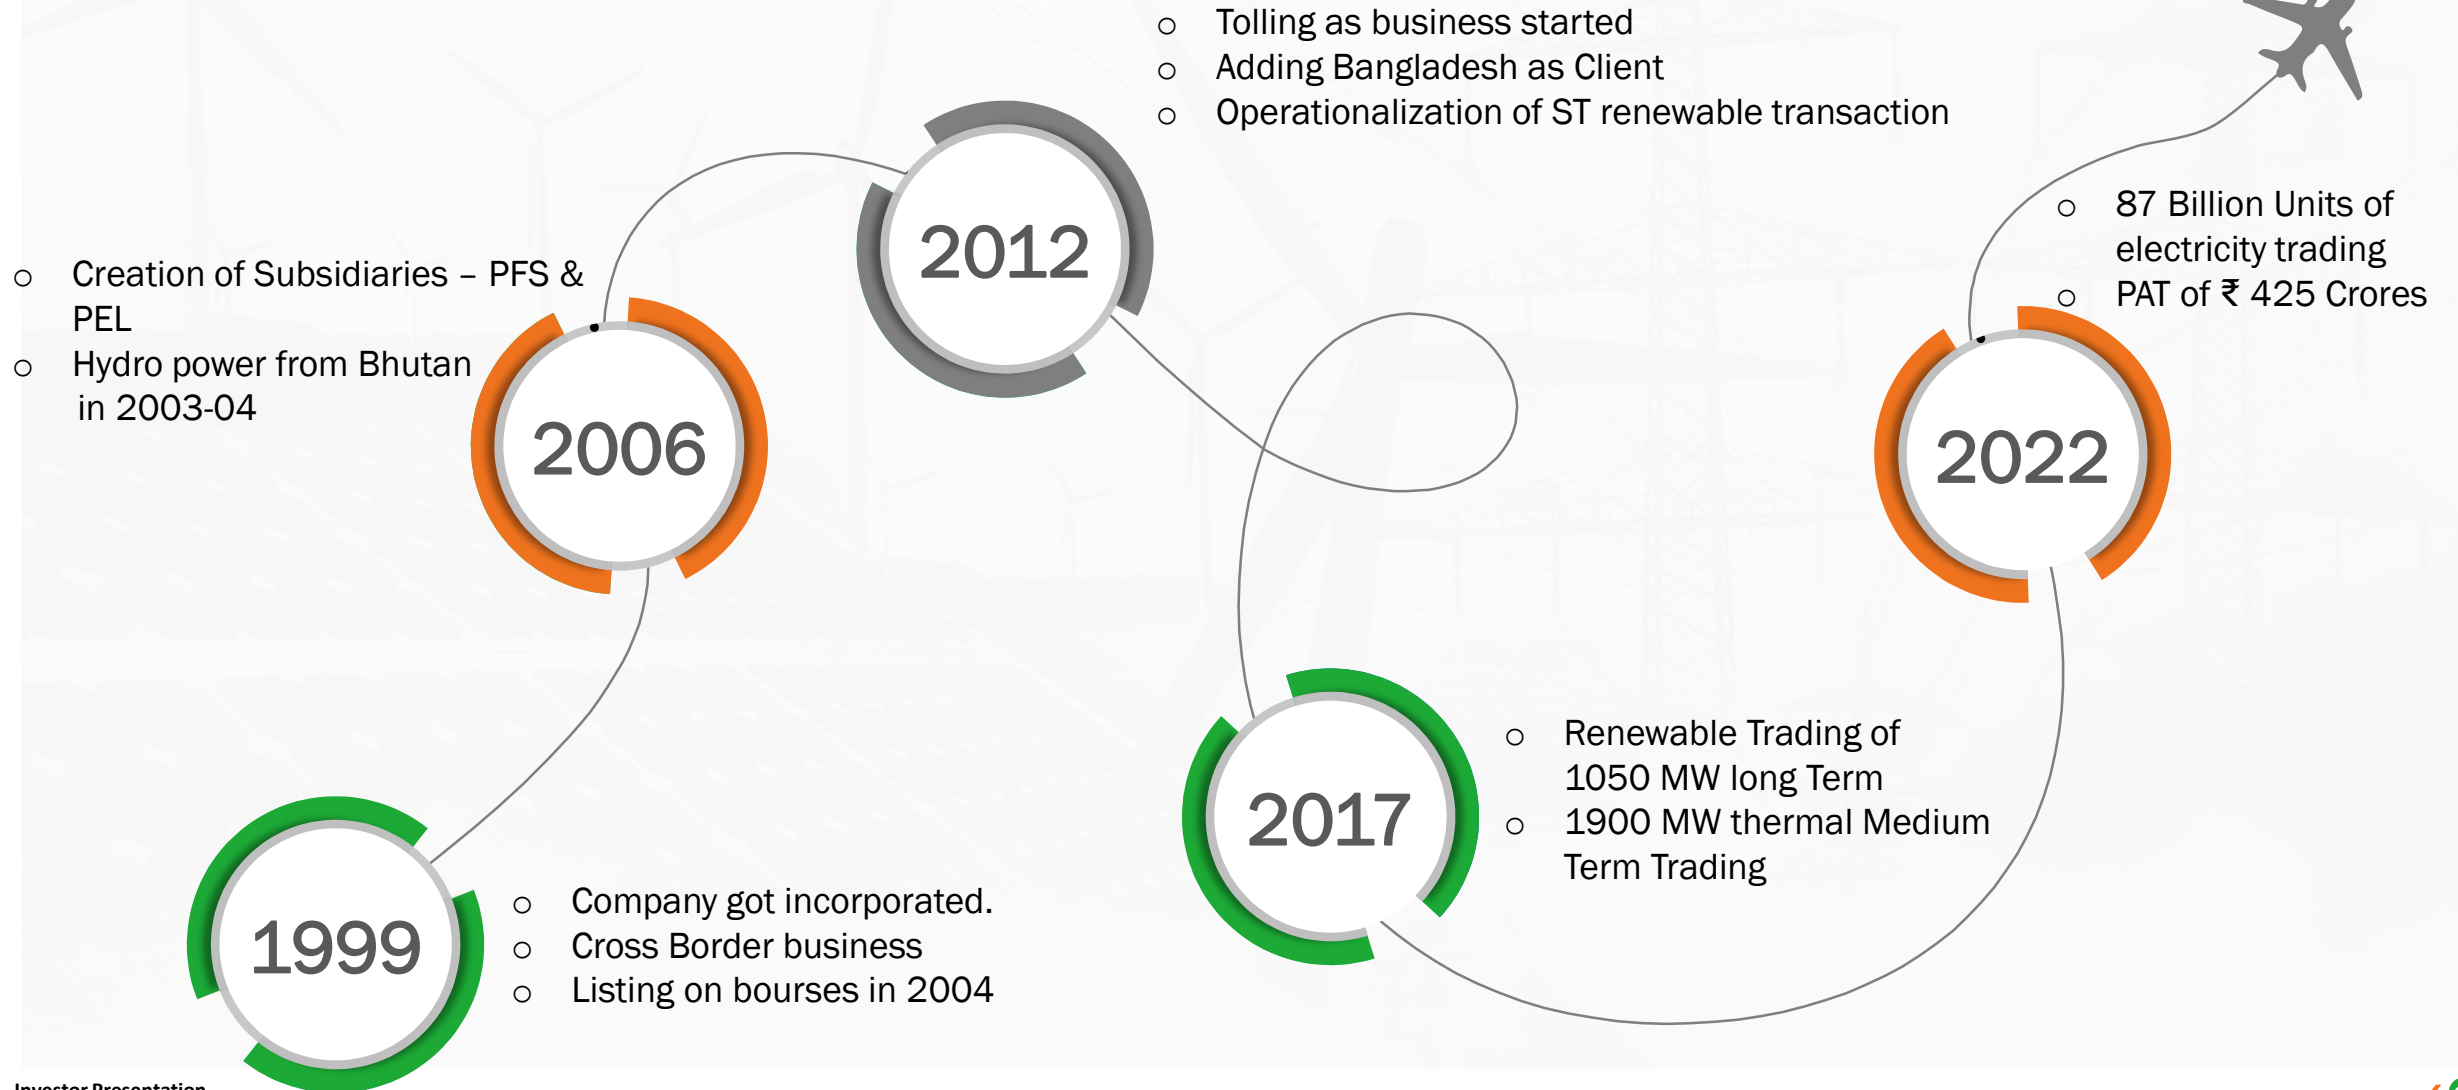 ○ Tolling as business started
○ Adding Bangladesh as Client
○ Operationalization of ST renewable transaction
2012
○ 87 Billion Units of
electricity trading
○ PAT of ₹ 425 Crores
2022
○ Creation of Subsidiaries – PFS &
PEL
○ Hydro power from Bhutan
in 2003-04
2006
2017
○ Renewable Trading of
1050 MW long Term
○ 1900 MW thermal Medium
Term Trading
1999
○ Company got incorporated.
○ Cross Border business
○ Listing on bourses in 2004
Investor Presentation